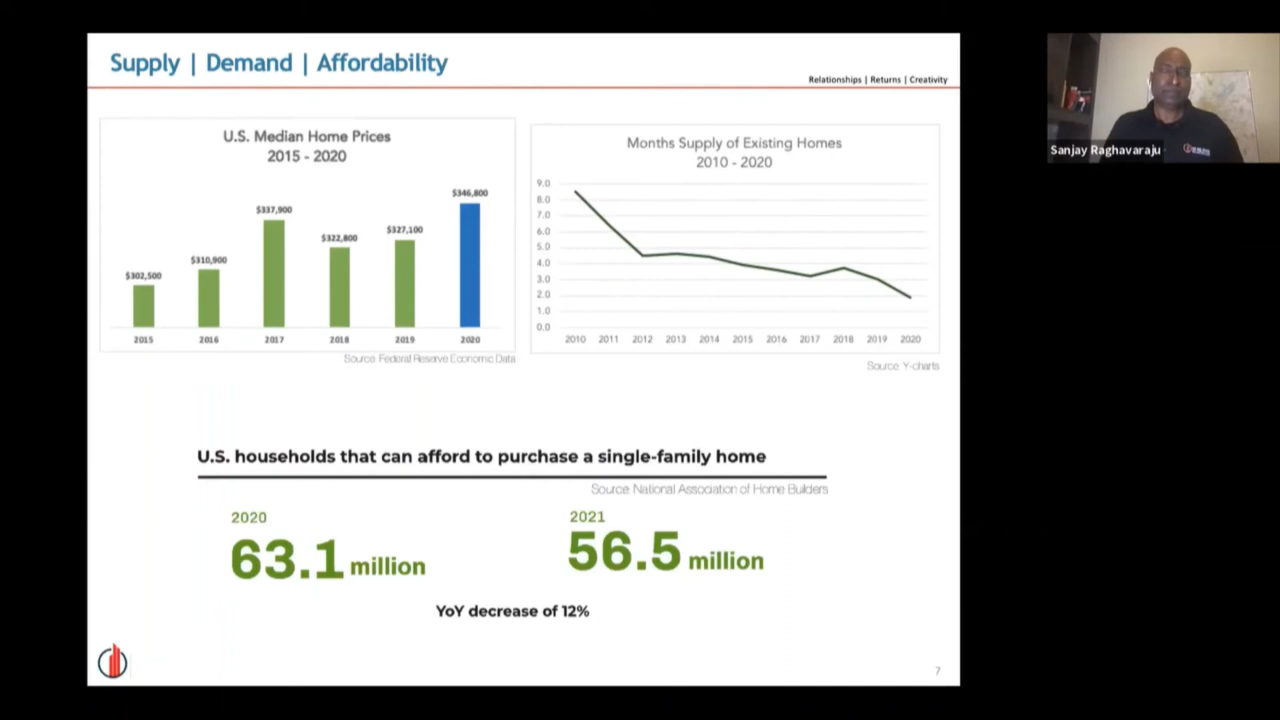 Supply | Demand | Affordability
Relationships | Returns | Creativity
U.S. Median Home Prices
2015 - 2020
$302,500
$310,900
$337,900
$322,800
$327,100
$346,800
2015 2016 2017 2018 2019 2020
Source: Federal Reserve Economic Data
Months Supply of Existing Homes
2010 - 2020
9.0
8.0
7.0
6.0
5.0
4.0
3.0
2.0
1.0
0.0
2010 2011 2012 2013 2014 2015 2016 2017 2018 2019 2020
Source: Y-charts
U.S. households that can afford to purchase a single-family home
Source: National Association of Home Builders
2020
63.1 million
2021
56.5 million
YoY decrease of 12%
7
Sanjay Raghavaraju